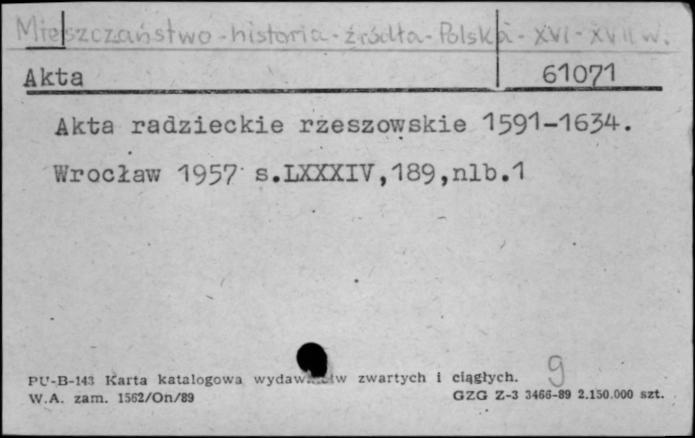 Mieszczaństwo - historia - źródła - Polska - XVI - XVII w.
Akta 61071
Akta radzieckie rzeszowskie 1591-1634.
Wrocław 1957 s.LXXXIV,189,nlb.1
9
PU-B-143 Karta katalogowa zwartych i ciągłych.
W.A. zam. 1562/On/89 GZG Z-3 3466-89 2.150.000 szt.